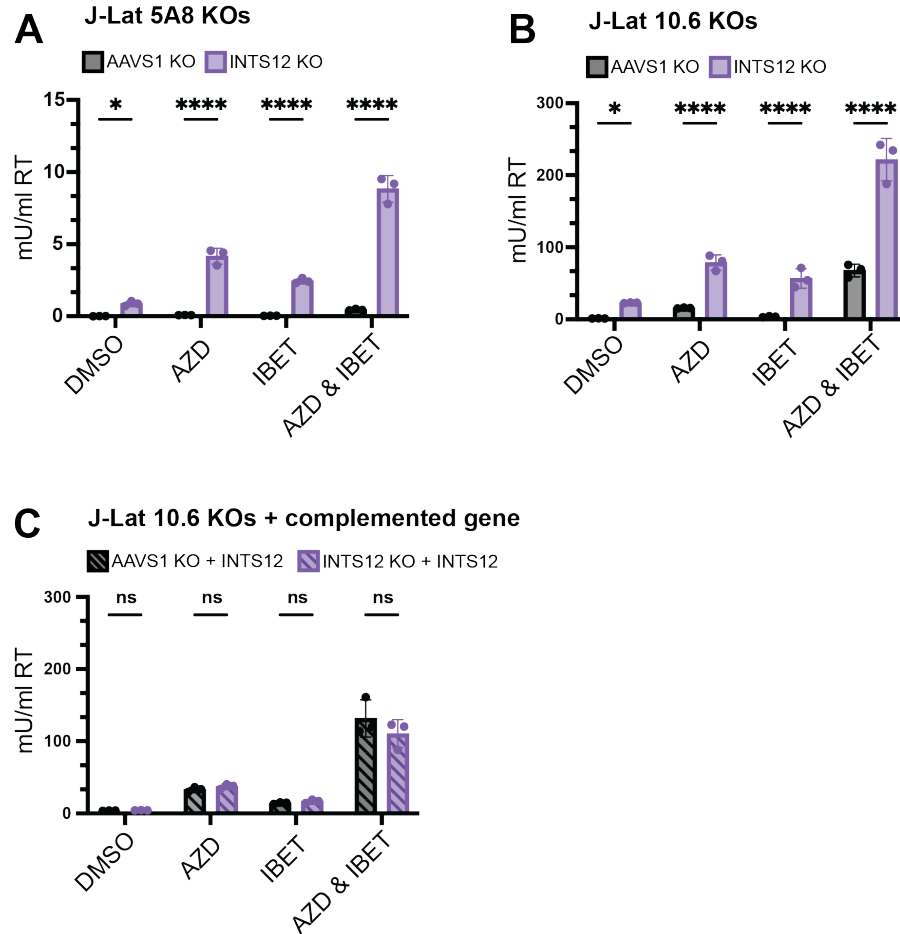 A
J-Lat 5A8 KOs
AAVS1 KO INTS12 KO
mU/ml RT
15
10
5
0
* **** **** ****
DMSO
AZD
IBET
AZD & IBET
B
J-Lat 10.6 KOs
AAVS1 KO INTS12 KO
mU/ml RT
300
200
100
0
* **** **** ****
DMSO
AZD
IBET
AZD & IBET
C
J-Lat 10.6 KOs + complemented gene
AAVS1 KO + INTS12 INTS12 KO + INTS12
mU/ml RT
300
200
100
0
ns ns ns ns
DMSO
AZD
IBET
AZD & IBET